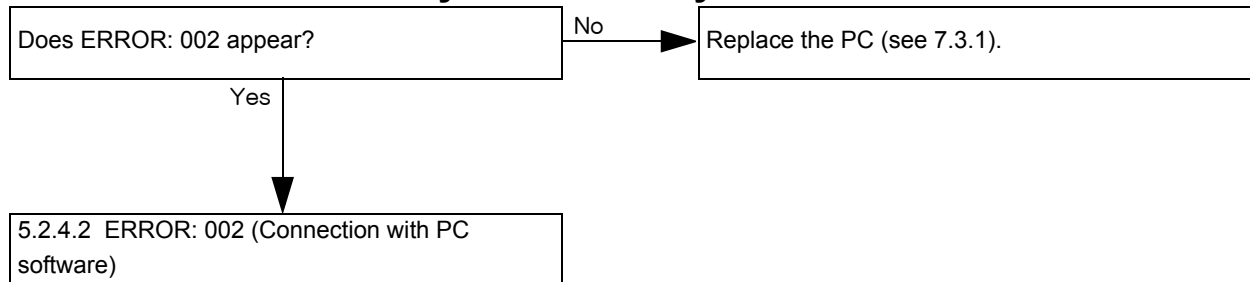 Does ERROR: 002 appear?
No
Replace the PC (see 7.3.1).
Yes
5.2.4.2 ERROR: 002 (Connection with PC
software)